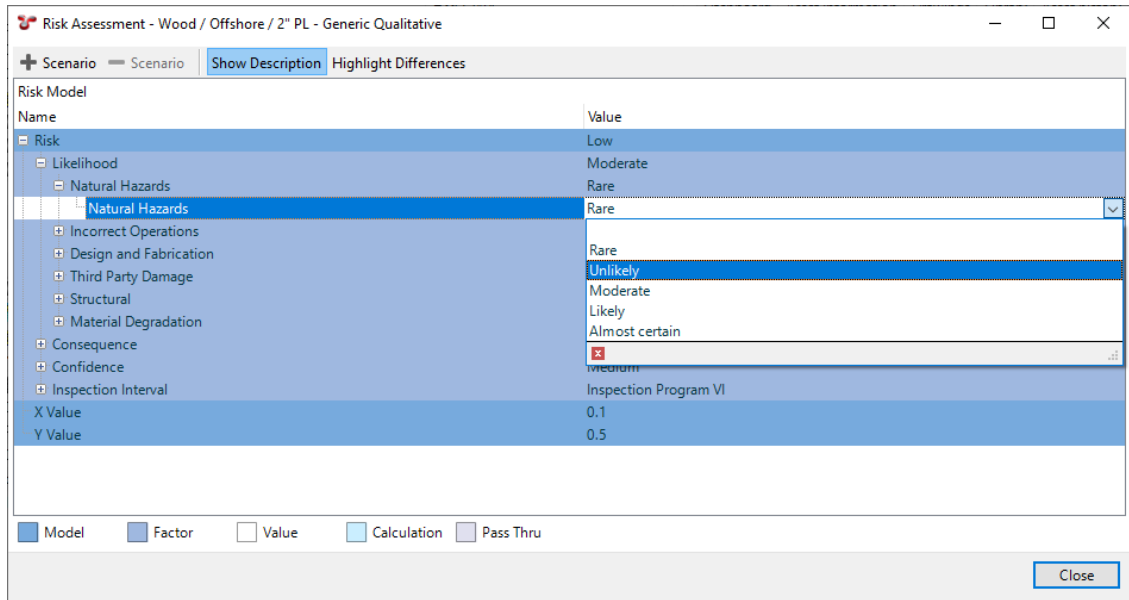 Risk Assessment - Wood / Offshore / 2" PL - Generic Qualitative
Scenario Scenario Show Description Highlight Differences
Risk Model
Name Value
Risk Low
Likelihood Moderate
Natural Hazards Rare
Natural Hazards Rare
Incorrect Operations
Design and Fabrication Rare
Third Party Damage Unlikely
Structural Moderate
Material Degradation Likely
Almost certain
Consequence
Confidence Medium
Inspection Interval Inspection Program VI
X Value 0.1
Y Value 0.5
Model Factor Value Calculation Pass Thru
Close